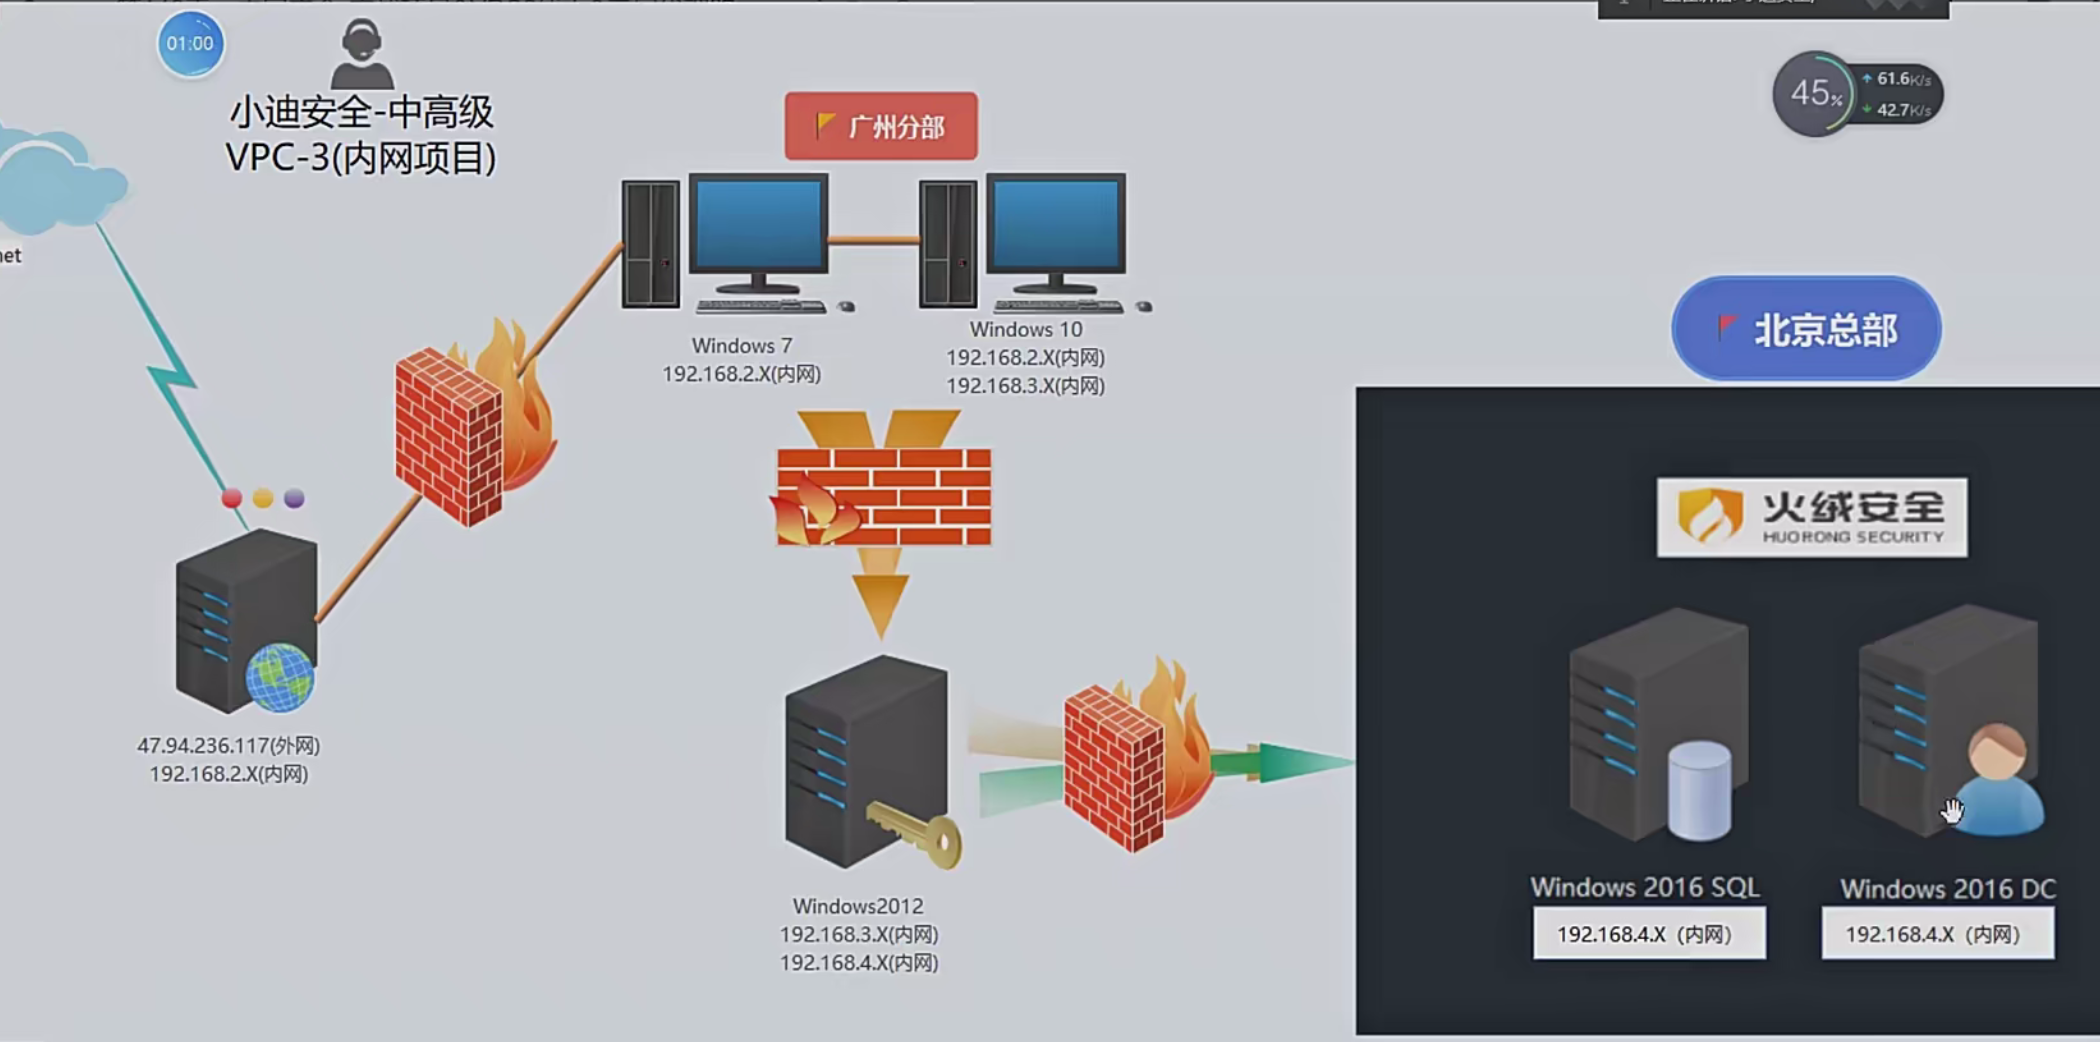 01:00
小迪安全-中高级
VPC-3(内网项目)
广州分部
45%
61.6K/s
42.7K/s
net
Windows 7
192.168.2.X(内网)
Windows 10
192.168.2.X(内网)
192.168.3.X(内网)
北京总部
火绒安全
HUORONG SECURITY
47.94.236.117(外网)
192.168.2.X(内网)
Windows2012
192.168.3.X(内网)
192.168.4.X(内网)
Windows 2016 SQL
192.168.4.X（内网）
Windows 2016 DC
192.168.4.X（内网）